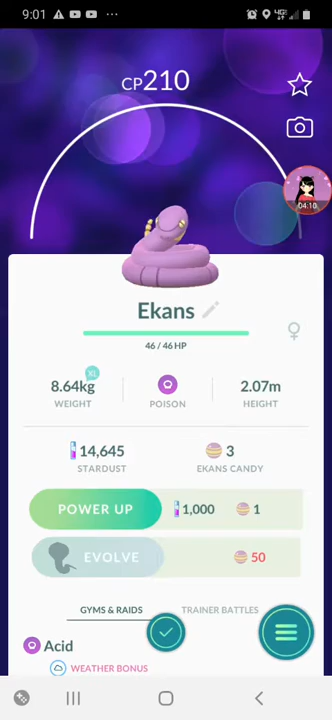 9:01
CP210
04:10
Ekans
46 / 46 HP
XL
8.64kg
WEIGHT
POISON
2.07m
HEIGHT
14,645
STARDUST
3
EKANS CANDY
POWER UP 1,000 1
EVOLVE 50
GYMS & RAIDS TRAINER BATTLES
Acid
WEATHER BONUS